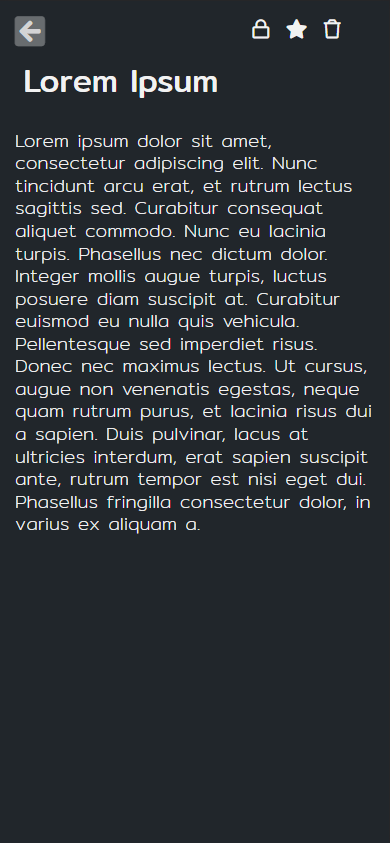 Lorem Ipsum
Lorem ipsum dolor sit amet,
consectetur adipiscing elit. Nunc
tincidunt arcu erat, et rutrum lectus
sagittis sed. Curabitur consequat
aliquet commodo. Nunc eu lacinia
turpis. Phasellus nec dictum dolor.
Integer mollis augue turpis, luctus
posuere diam suscipit at. Curabitur
euismod eu nulla quis vehicula.
Pellentesque sed imperdiet risus.
Donec nec maximus lectus. Ut cursus,
augue non venenatis egestas, neque
quam rutrum purus, et lacinia risus dui
a sapien. Duis pulvinar, lacus at
ultricies interdum, erat sapien suscipit
ante, rutrum tempor est nisi eget dui.
Phasellus fringilla consectetur dolor, in
varius ex aliquam a.